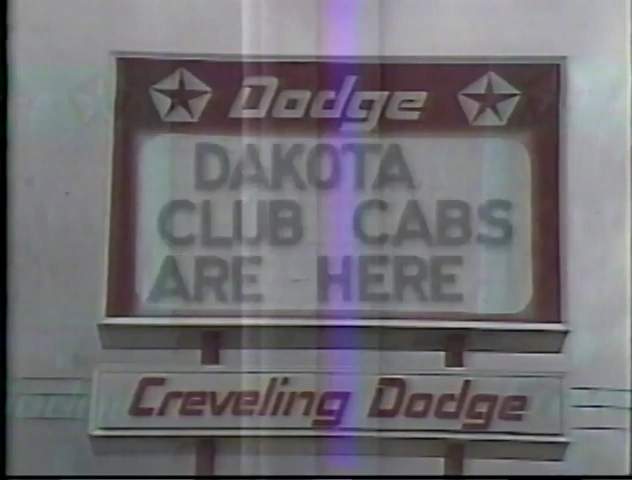 Dodge
DAKOTA
CLUB CABS
ARE HERE
Creveling Dodge